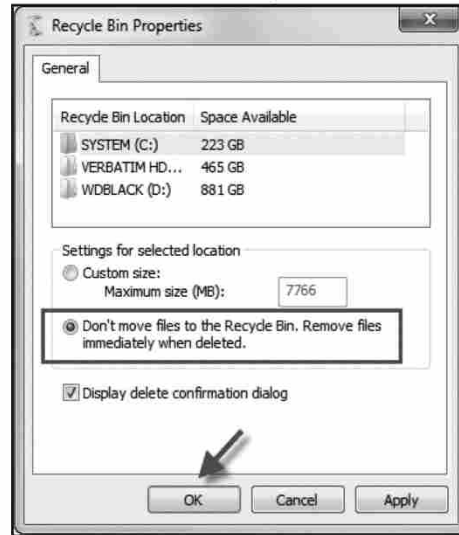 Recycle Bin Properties
X
General
Recycle Bin Location Space Available
SYSTEM (C:) 223 GB
VERBATIM HD... 465 GB
WDBLACK (D:) 881 GB
Settings for selected location
Custom size:
Maximum size (MB): 7766
Don't move files to the Recycle Bin. Remove files
immediately when deleted.
Display delete confirmation dialog
OK Cancel Apply